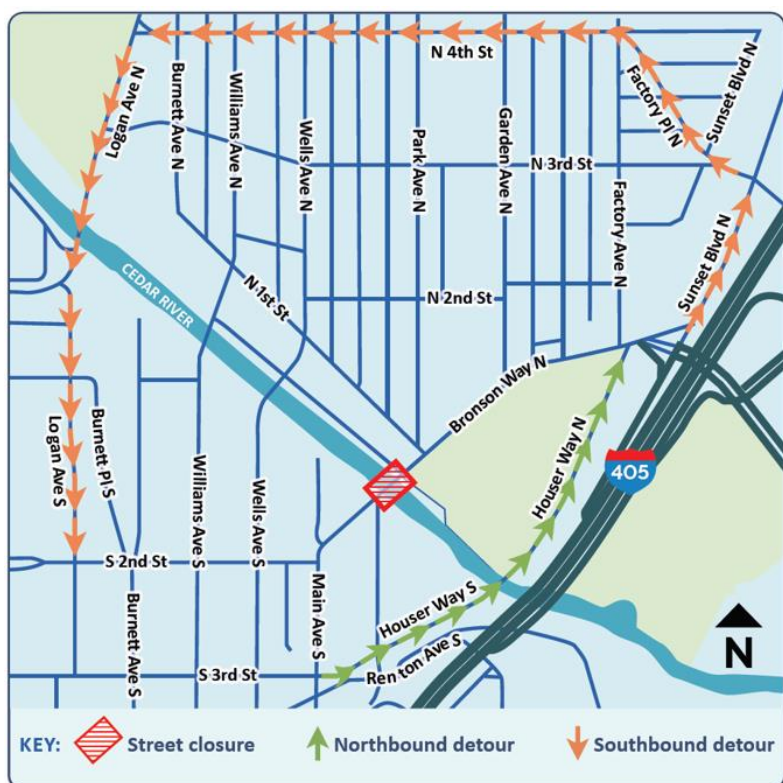 N 4th St
Logan Ave N
Burnett Ave N
Williams Ave N
Wells Ave N
Park Ave N
Garden Ave N
Factory Pl N
Sunset Blvd N
N 3rd St
Factory Ave N
Sunset Blvd N
CEDAR RIVER
N 1st St
N 2nd St
Bronson Way N
Houser Way N
405
Logan Ave S
Burnett Pl S
Williams Ave S
Wells Ave S
S 2nd St
Burnett Ave S
Main Ave S
Houser Way S
Renton Ave S
S 3rd St
N
KEY: Street closure Northbound detour Southbound detour